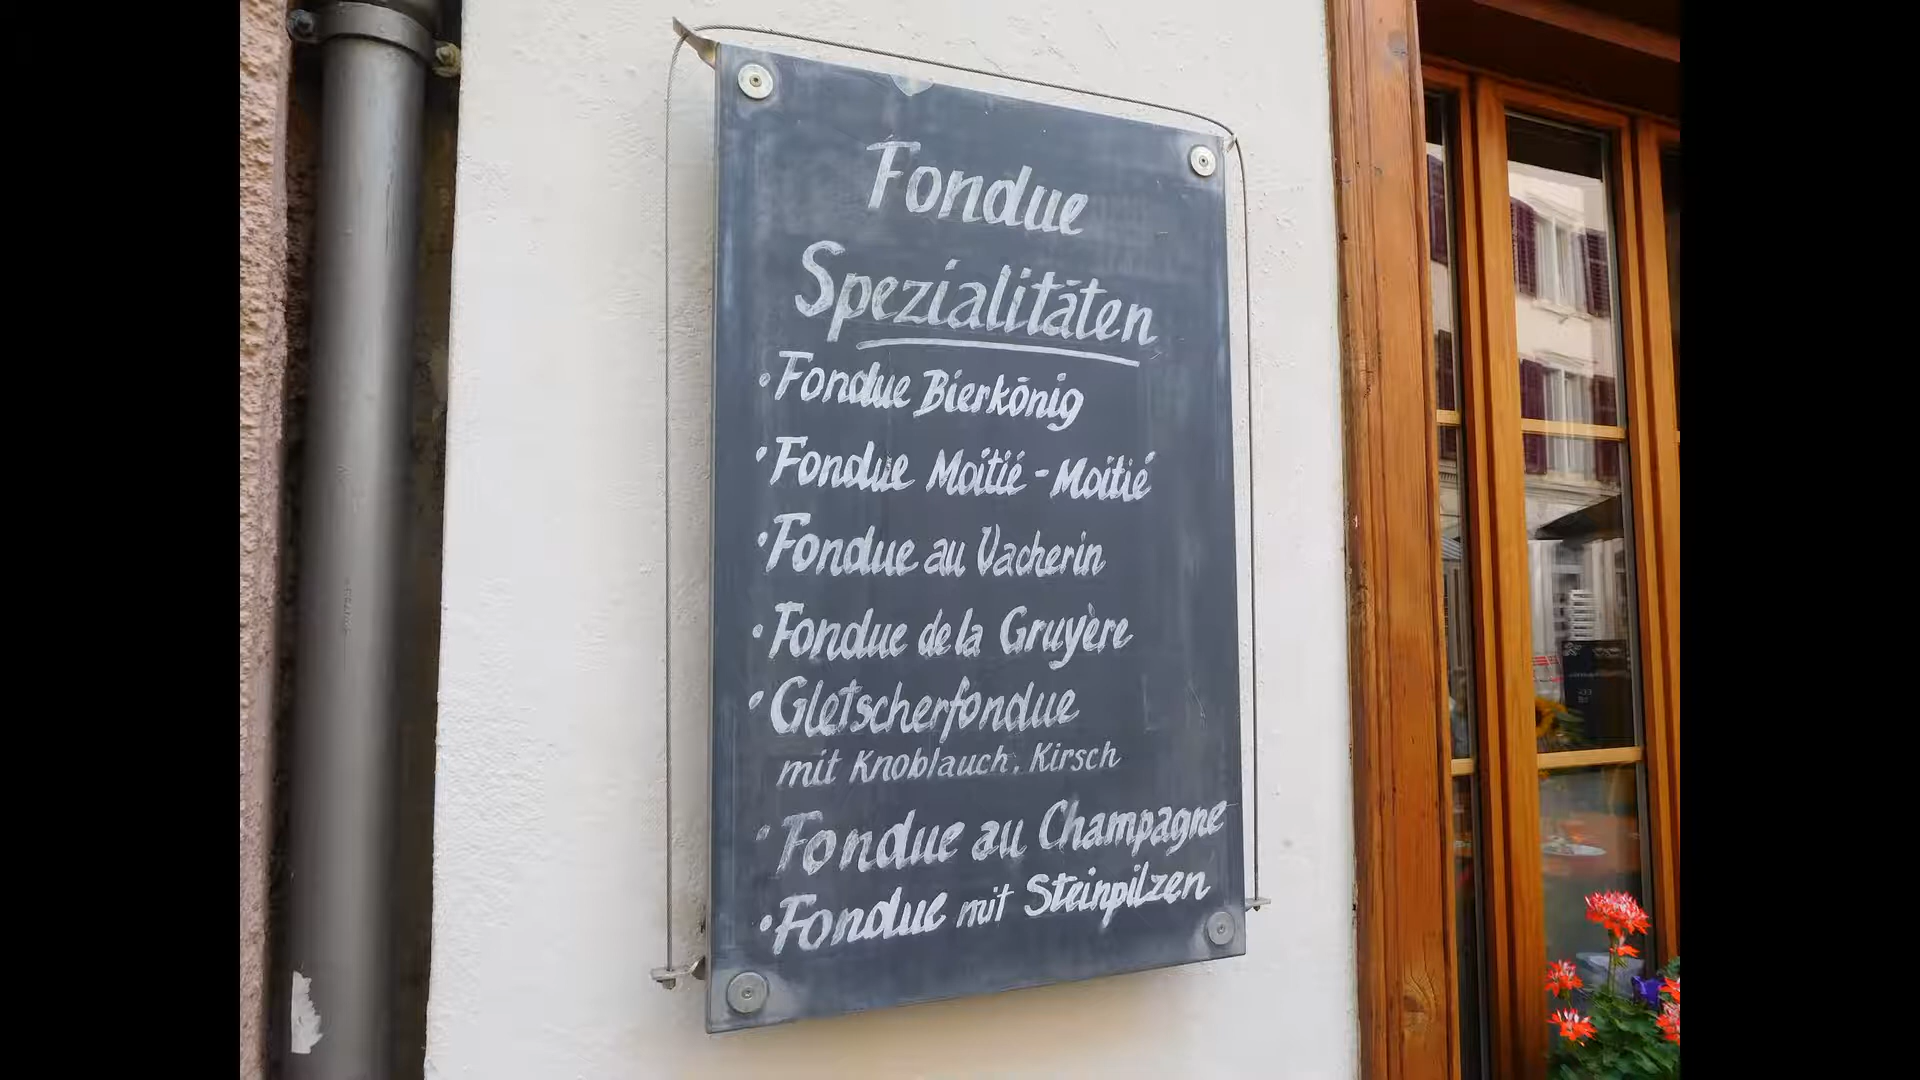 Fondue
Spezialitäten
• Fondue Bierkönig
• Fondue Moitié - Moitié
• Fondue au Vacherin
• Fondue de la Gruyère
• Gletscherfondue
mit Knoblauch, Kirsch
• Fondue au Champagne
• Fondue mit Steinpilzen